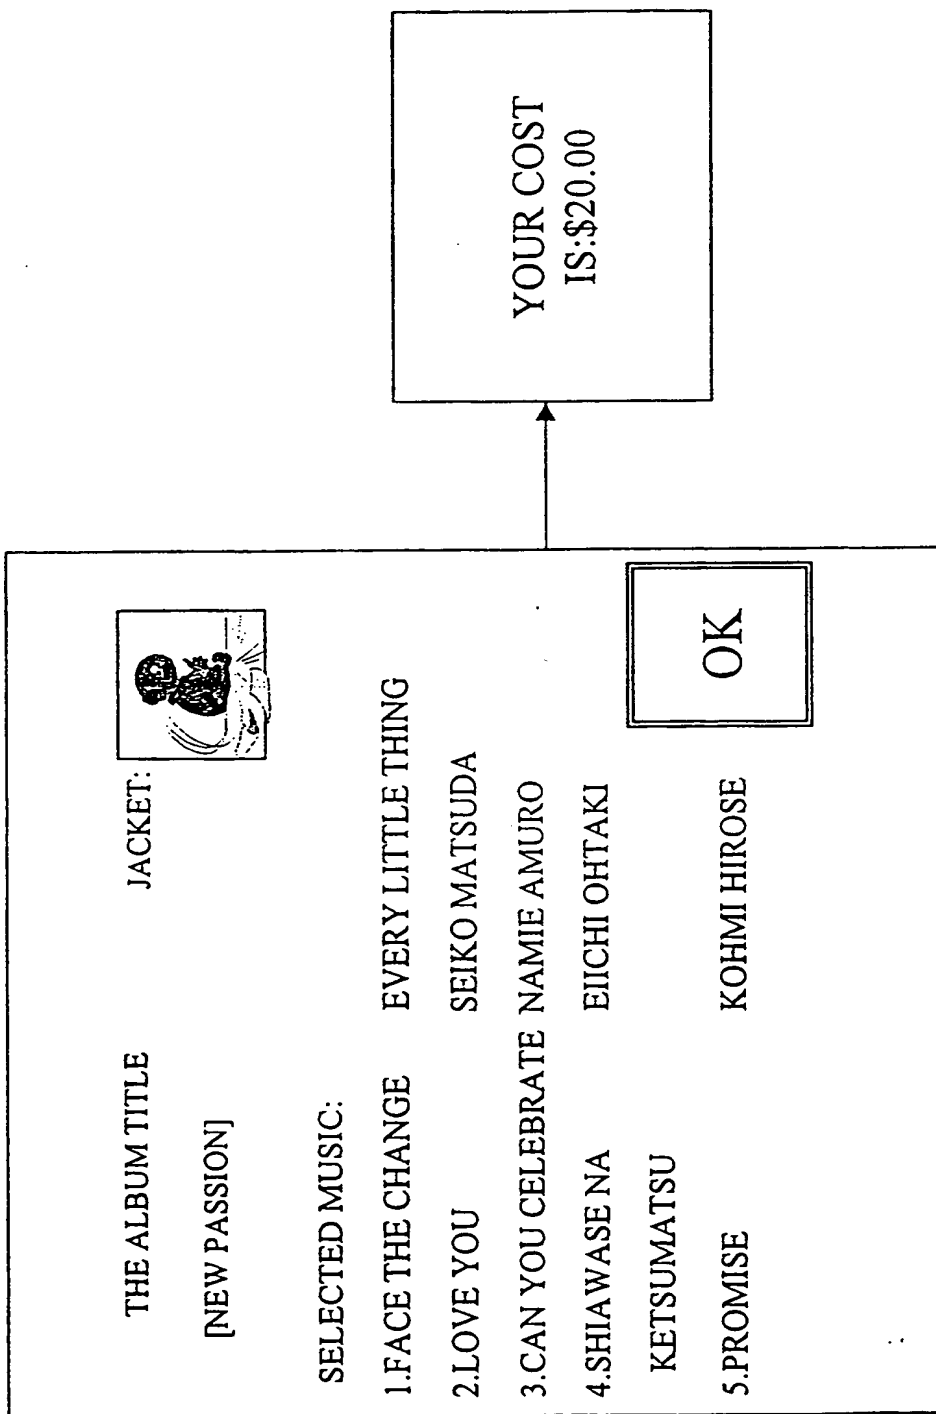 THE ALBUM TITLE JACKET:
[NEW PASSION]
SELECTED MUSIC:
1.FACE THE CHANGE EVERY LITTLE THING
2.LOVE YOU SEIKO MATSUDA
3.CAN YOU CELEBRATE NAMIE AMURO
4.SHIAWASE NA EIICHI OHTAKI
KETSUMATSU
5.PROMISE KOHMI HIROSE
OK
YOUR COST
IS:$20.00